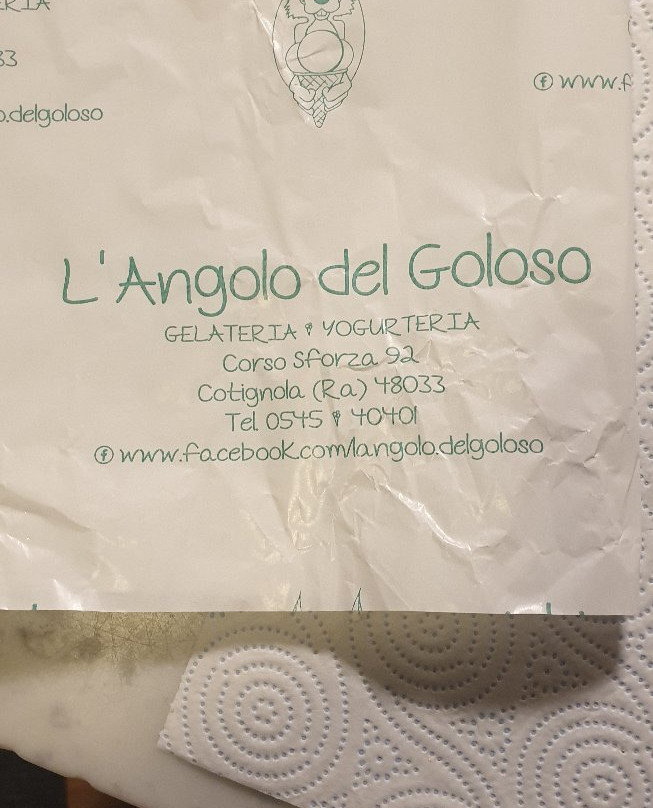 33
o.delgoloso
www.f
L'Angolo del Goloso
GELATERIA YOGURTERIA
Corso Sforza 92
Cotignola (Ra) 48033
Tel. 0545 40401
www.facebook.com/langolo.delgoloso